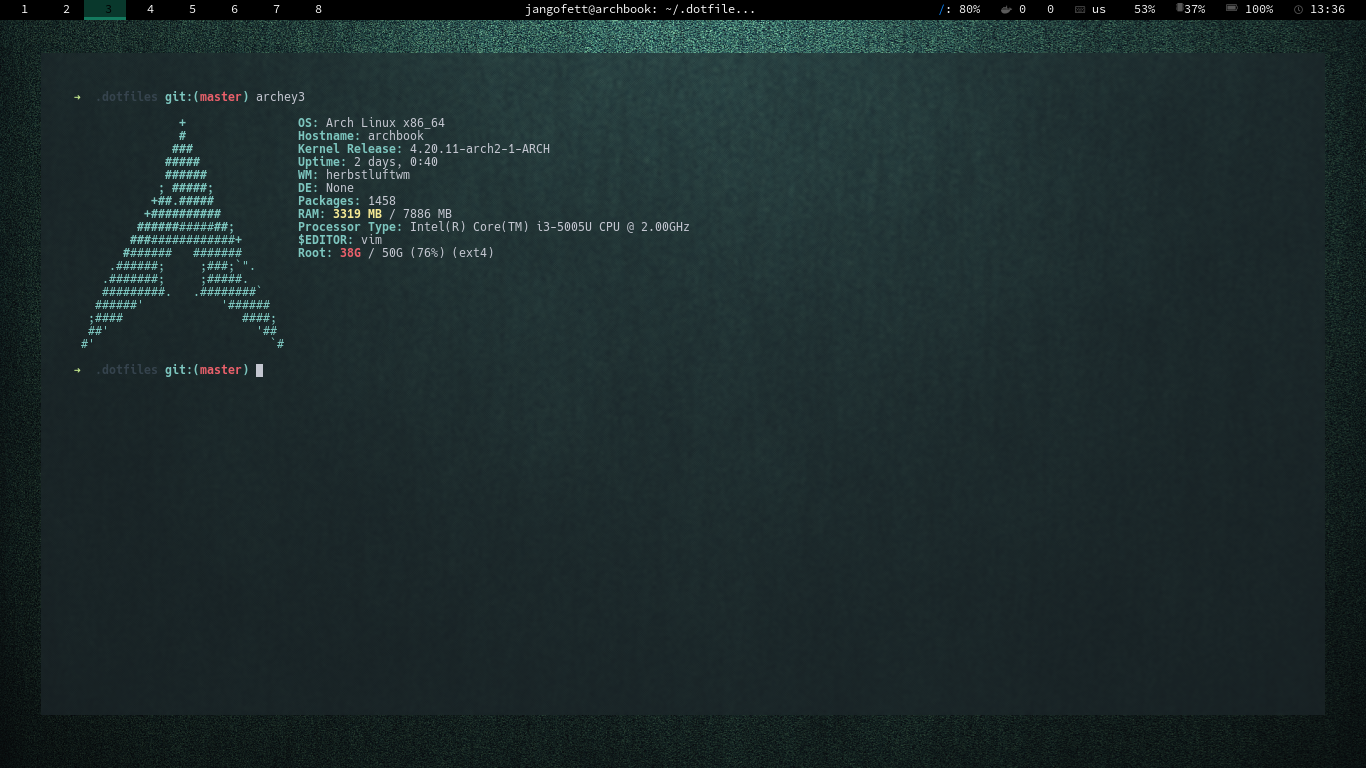 1 2 3 4 5 6 7 8 jangofett@archbook: ~/.dotfile... /: 80% 0 0 us 53% 37% 100% 13:36
→ .dotfiles git:(master) archey3
+ OS: Arch Linux x86_64
# Hostname: archbook
### Kernel Release: 4.20.11-arch2-1-ARCH
##### Uptime: 2 days, 0:40
###### WM: herbstluftwm
; #####; DE: None
+##.##### Packages: 1458
+########## RAM: 3319 MB / 7886 MB
#############; Processor Type: Intel(R) Core(TM) i3-5005U CPU @ 2.00GHz
###############+ $EDITOR: vim
#######   ####### Root: 38G / 50G (76%) (ext4)
.######;     ;###;`".
.#######;     ;#####.
#########.   .########`
######'           '######
;####                 ####;
##'                     '##
#'                         `#
→ .dotfiles git:(master)